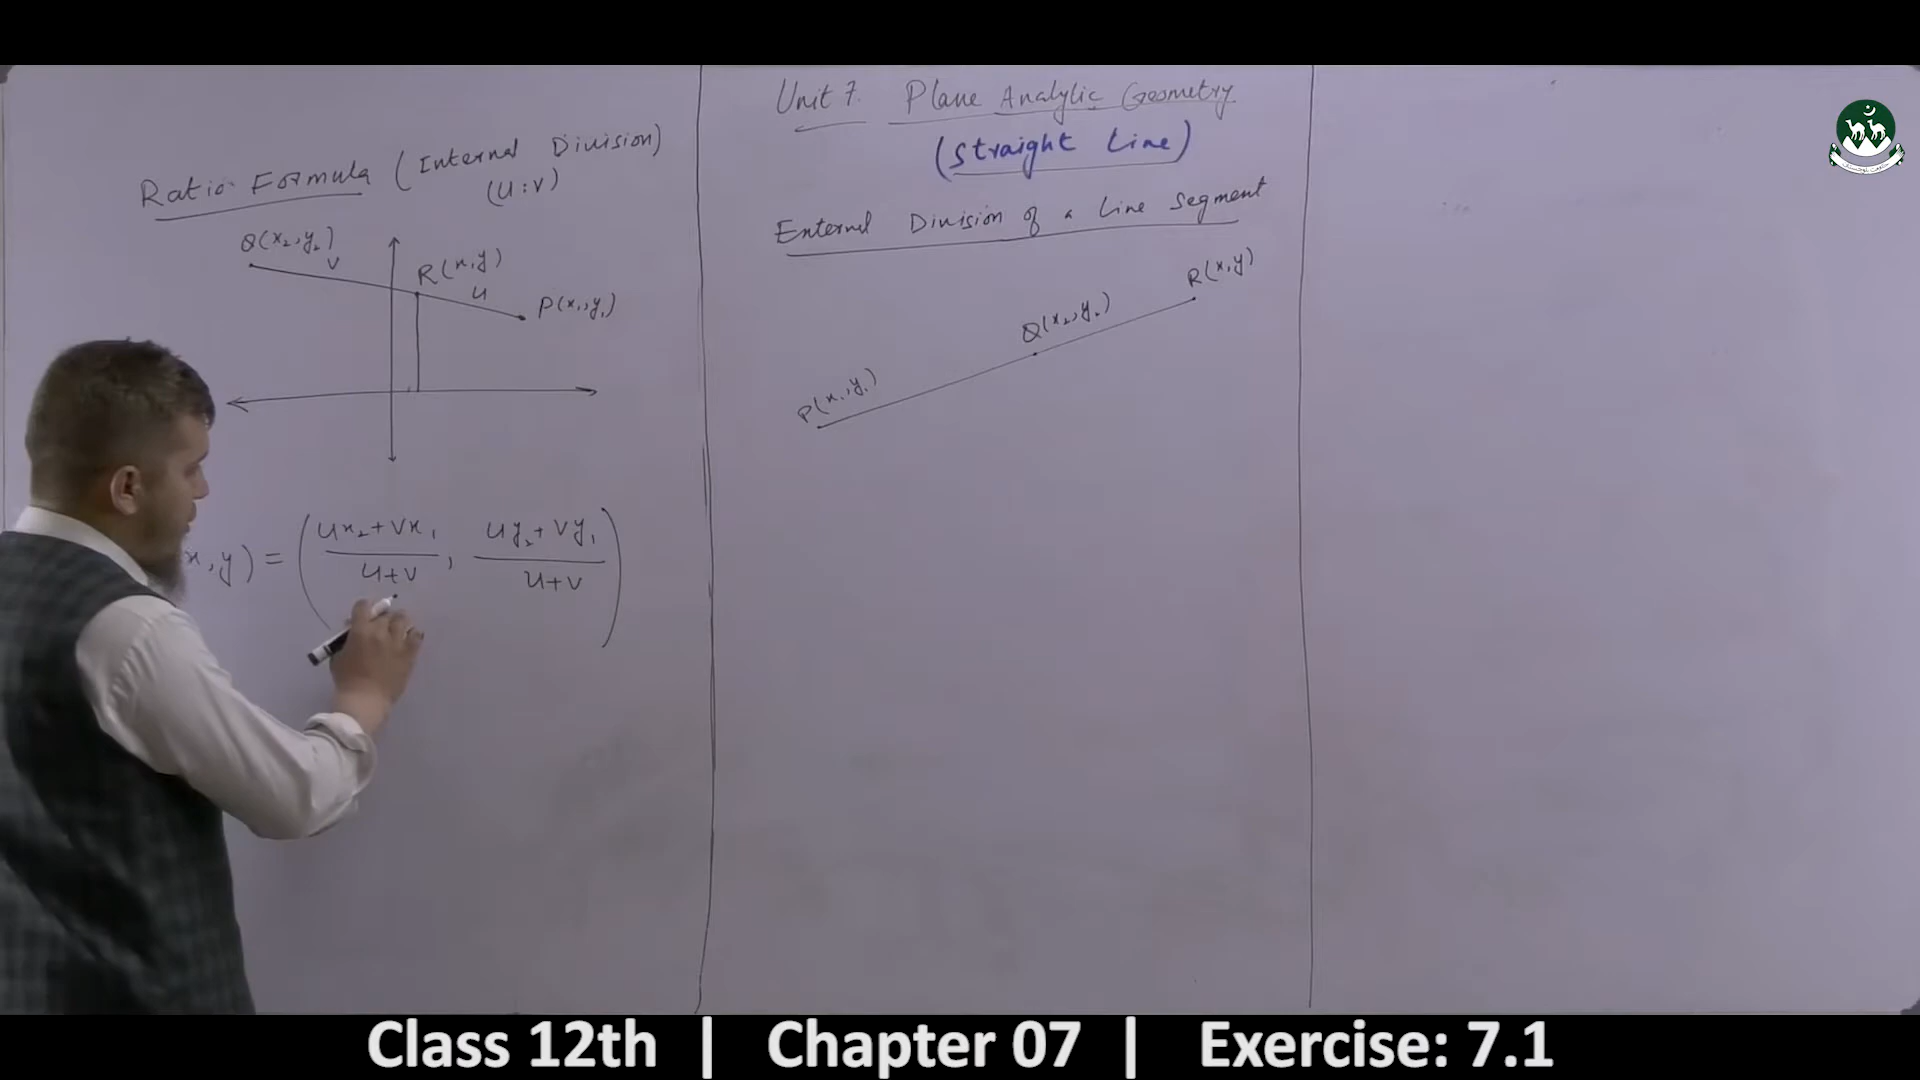 Ratio Formula (Internal Division)
(u:v)
Q(x₂,y₂)
v
R(x,y)
u
P(x₁,y₁)
x,y) = (ux₂+vx₁/u+v, uy₂+vy₁/u+v)
Unit 7. Plane Analytic Geometry
(Straight Line)
External Division of a Line Segment
R(x,y)
Q(x₂,y₂)
P(x₁,y₁)
Class 12th | Chapter 07 | Exercise: 7.1